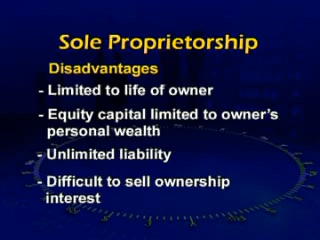 Sole Proprietorship
Disadvantages
- Limited to life of owner
- Equity capital limited to owner's
personal wealth
- Unlimited liability
- Difficult to sell ownership
interest